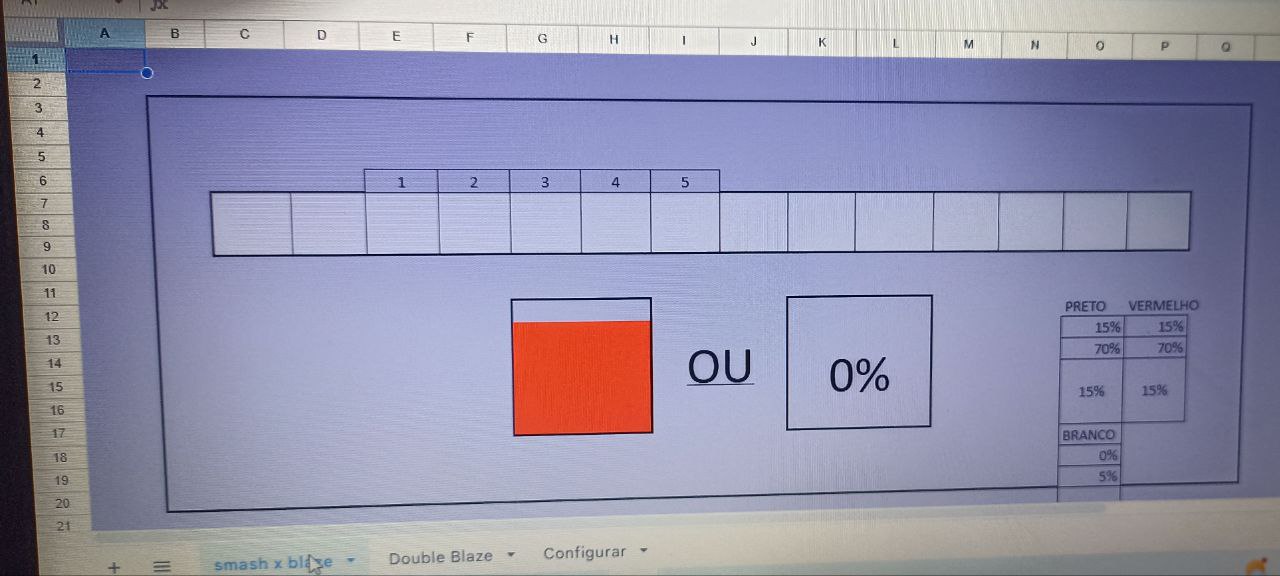 A B C D E F G H I J K L M N O P Q
1
2
3
4
5
6 1 2 3 4 5
7
8
9
10
11
PRETO VERMELHO
12 15% 15%
13 70% 70%
14
OU 0%
15 15% 15%
16
17
BRANCO
18 0%
19 5%
20
21
+ smash x blaze Double Blaze Configurar